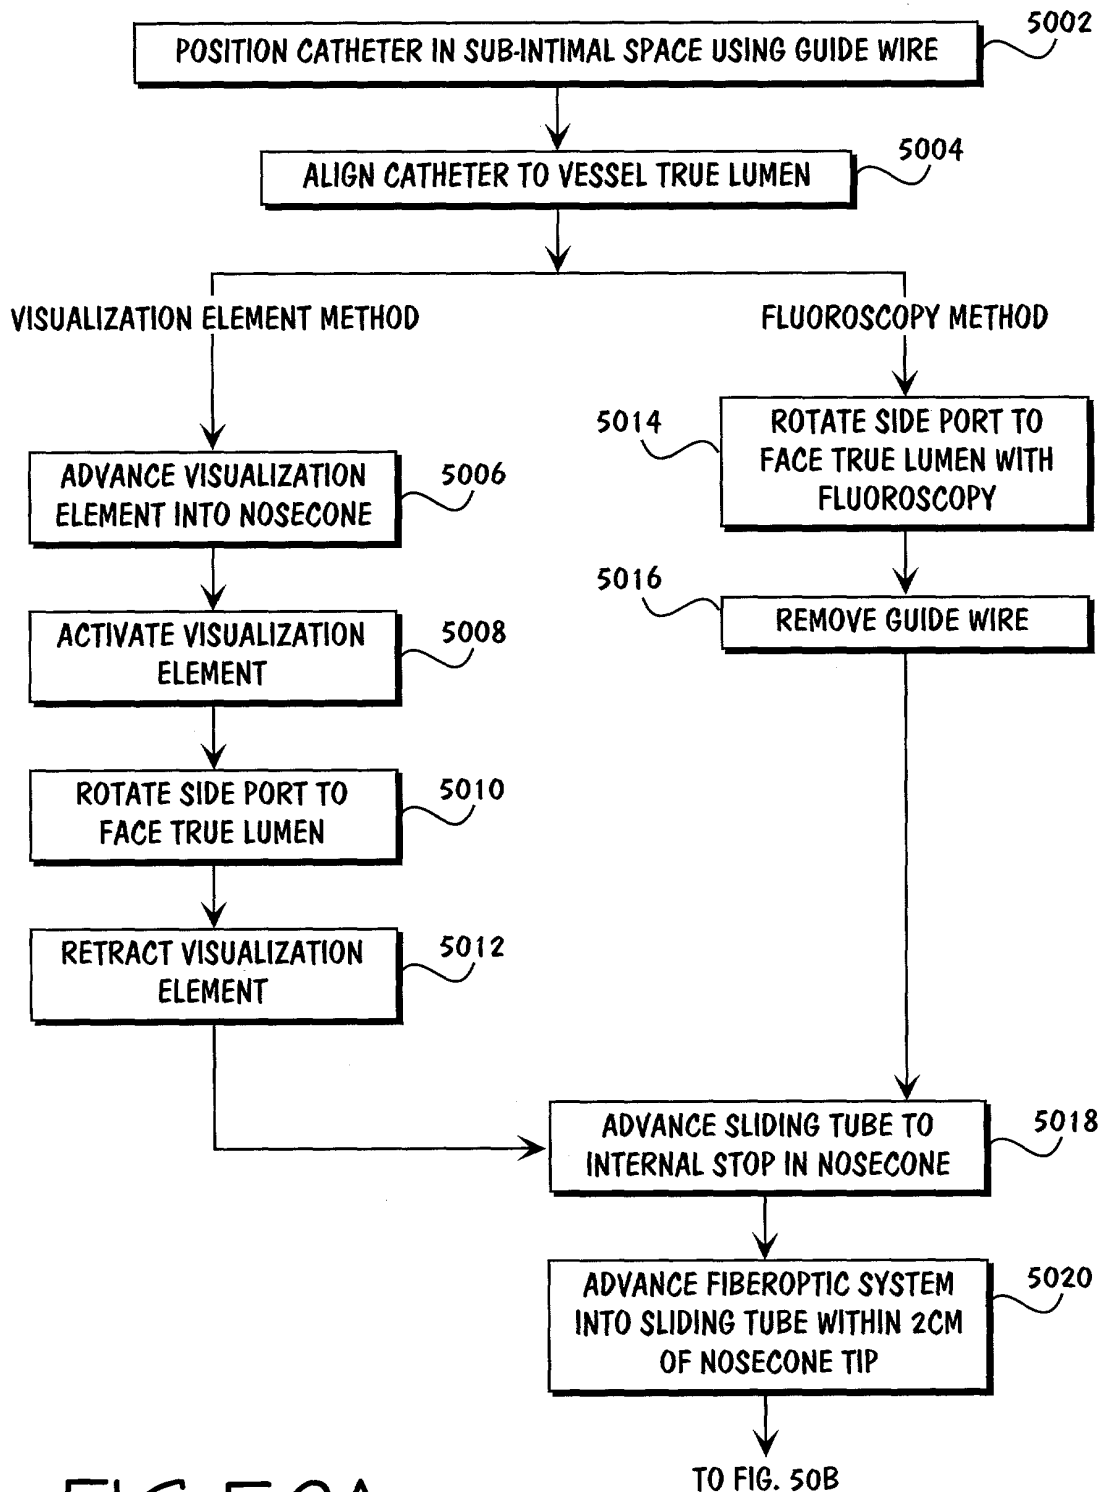 POSITION CATHETER IN SUB-INTIMAL SPACE USING GUIDE WIRE
5002
ALIGN CATHETER TO VESSEL TRUE LUMEN
5004
VISUALIZATION ELEMENT METHOD
ADVANCE VISUALIZATION
ELEMENT INTO NOSECONE
5006
ACTIVATE VISUALIZATION
ELEMENT
5008
ROTATE SIDE PORT TO
FACE TRUE LUMEN
5010
RETRACT VISUALIZATION
ELEMENT
5012
FLUOROSCOPY METHOD
5014
ROTATE SIDE PORT TO
FACE TRUE LUMEN WITH
FLUOROSCOPY
5016
REMOVE GUIDE WIRE
ADVANCE SLIDING TUBE TO
INTERNAL STOP IN NOSECONE
5018
ADVANCE FIBEROPTIC SYSTEM
INTO SLIDING TUBE WITHIN 2CM
OF NOSECONE TIP
5020
TO FIG. 50B
FIG. 50A